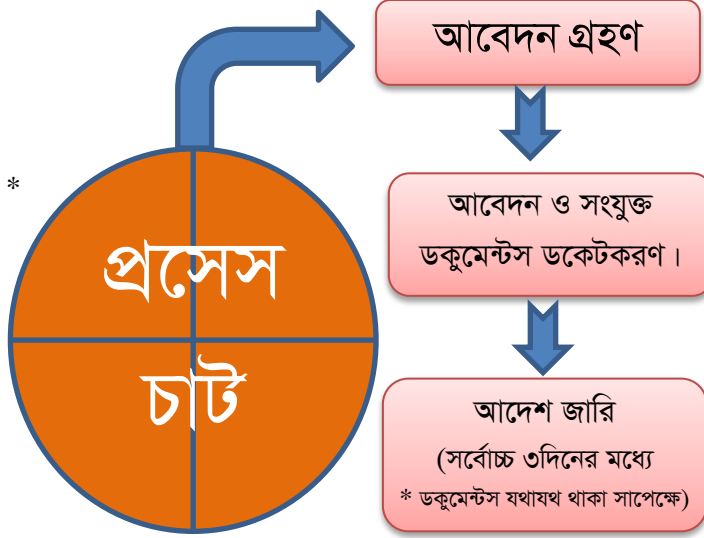 আবেদন গ্রহণ
*
আবেদন ও সংযুক্ত
ডকুমেন্টস ডকেটকরণ।
প্রসেস
চার্ট
আদেশ জারি
(সর্বোচ্চ ৩দিনের মধ্যে
* ডকুমেন্টস যথাযথ থাকা সাপেক্ষে)